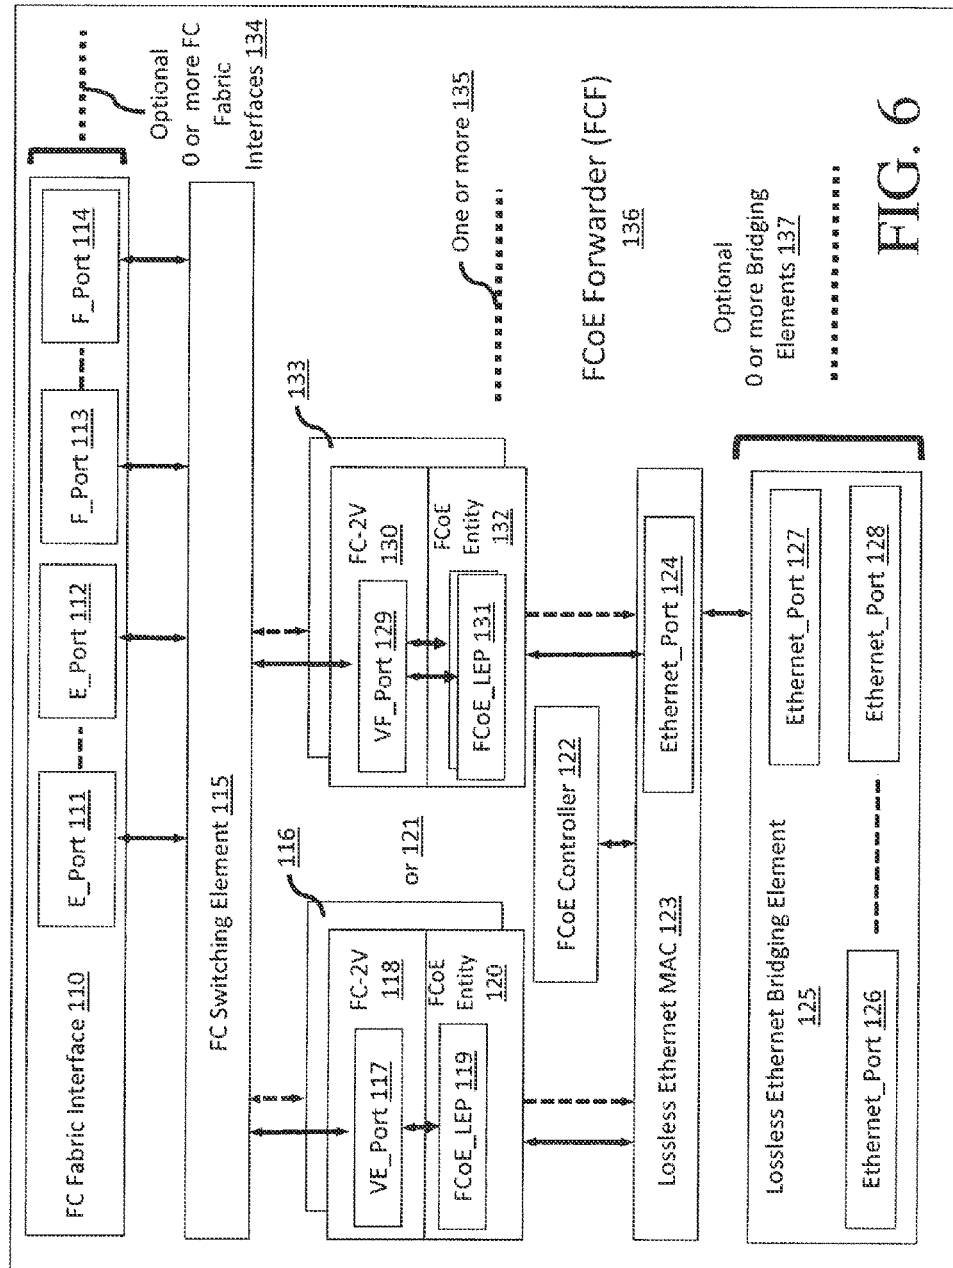 FC Fabric Interface 110
E_Port 111
E_Port 112
F_Port 113
F_Port 114
Optional
0 or more FC
Fabric
Interfaces 134
FC Switching Element 115
116
133
VE_Port 117
FC-2V
118
FCoE_LEP 119
FCoE
Entity
120
or 121
VF_Port 129
FC-2V
130
FCoE_LEP 131
FCoE
Entity
132
One or more 135
FCoE Controller 122
FCoE Forwarder (FCF)
136
Lossless Ethernet MAC 123
Ethernet_Port 124
Optional
0 or more Bridging
Elements 137
Lossless Ethernet Bridging Element
125
Ethernet_Port 126
Ethernet_Port 127
Ethernet_Port 128
FIG. 6